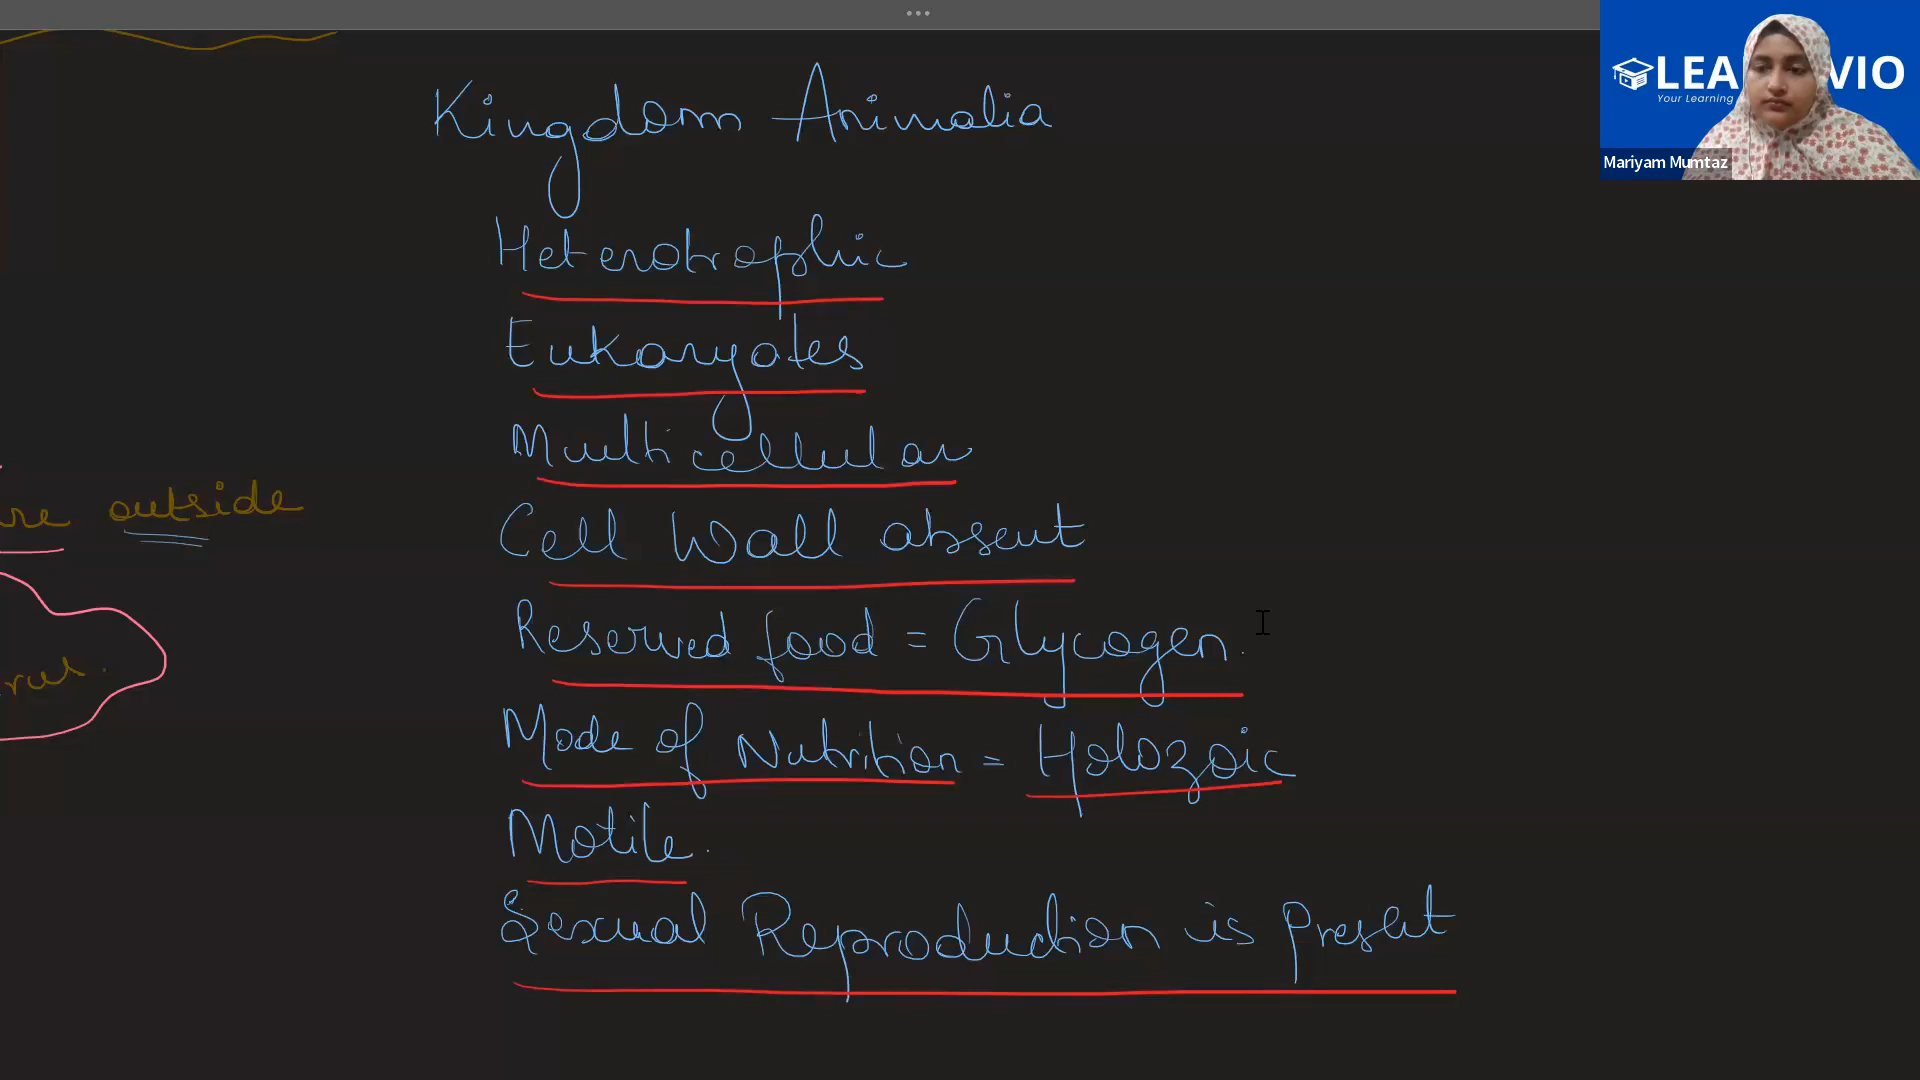 Kingdom Animalia
Heterotrophic
Eukaryotes
Multicellular
Cell Wall absent
Reserved food = Glycogen.
Mode of Nutrition = Holozoic
Motile.
Sexual Reproduction is Present
outside
LEA VIO
Your Learning
Mariyam Mumtaz